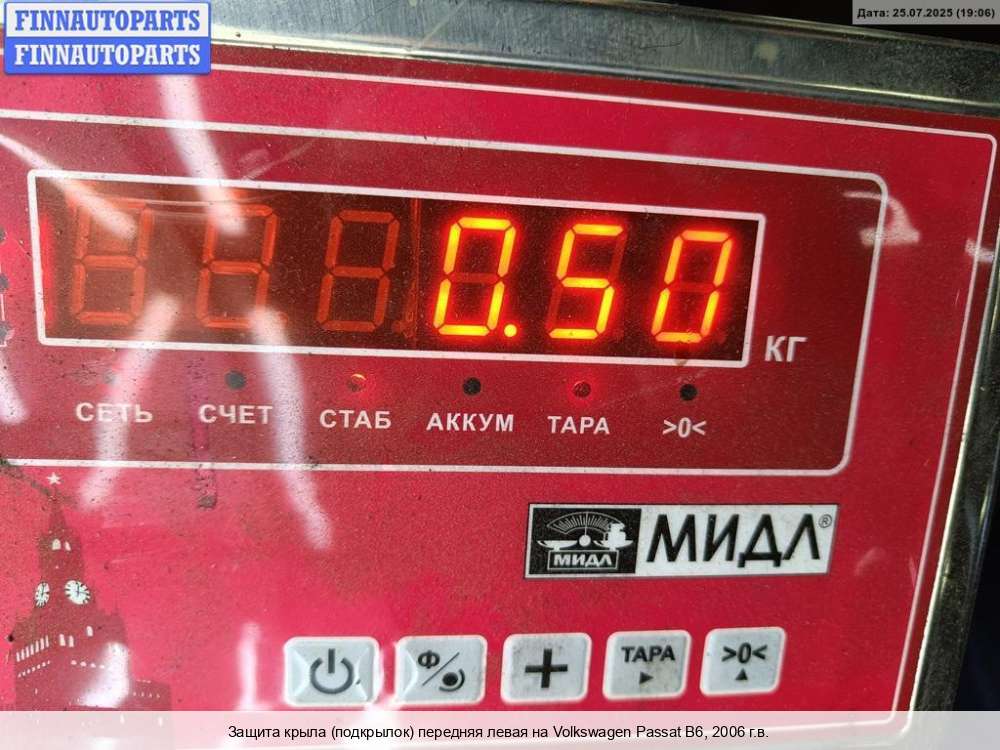 FINNAUTOPARTS
FINNAUTOPARTS
Дата: 25.07.2025 (19:06)
0.50
КГ
СЕТЬ СЧЕТ СТАБ АККУМ ТАРА >0<
МИДЛ МИДЛ®
Ф/ + ТАРА >0<
Защита крыла (подкрылок) передняя левая на Volkswagen Passat B6, 2006 г.в.